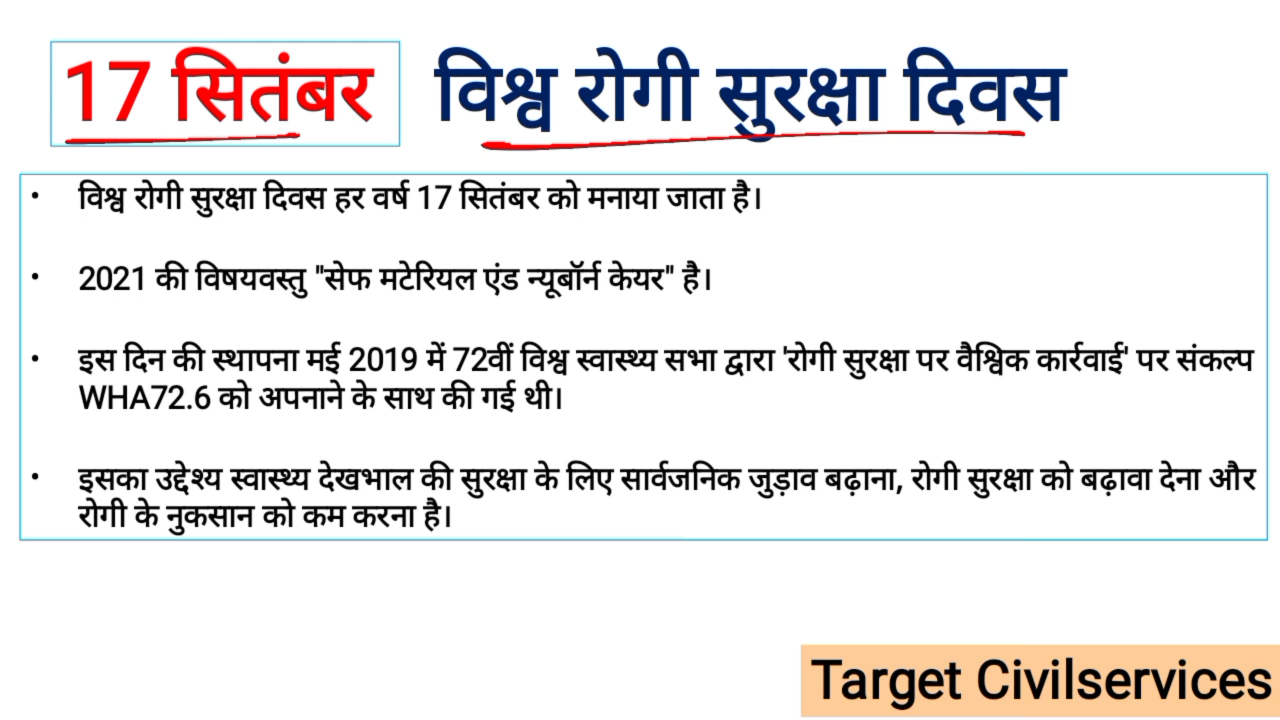 17 सितंबर विश्व रोगी सुरक्षा दिवस
• विश्व रोगी सुरक्षा दिवस हर वर्ष 17 सितंबर को मनाया जाता है।
• 2021 की विषयवस्तु "सेफ मटेरियल एंड न्यूबॉर्न केयर" है।
• इस दिन की स्थापना मई 2019 में 72वीं विश्व स्वास्थ्य सभा द्वारा 'रोगी सुरक्षा पर वैश्विक कार्रवाई' पर संकल्प
WHA72.6 को अपनाने के साथ की गई थी।
• इसका उद्देश्य स्वास्थ्य देखभाल की सुरक्षा के लिए सार्वजनिक जुड़ाव बढ़ाना, रोगी सुरक्षा को बढ़ावा देना और
रोगी के नुकसान को कम करना है।
Target Civilservices